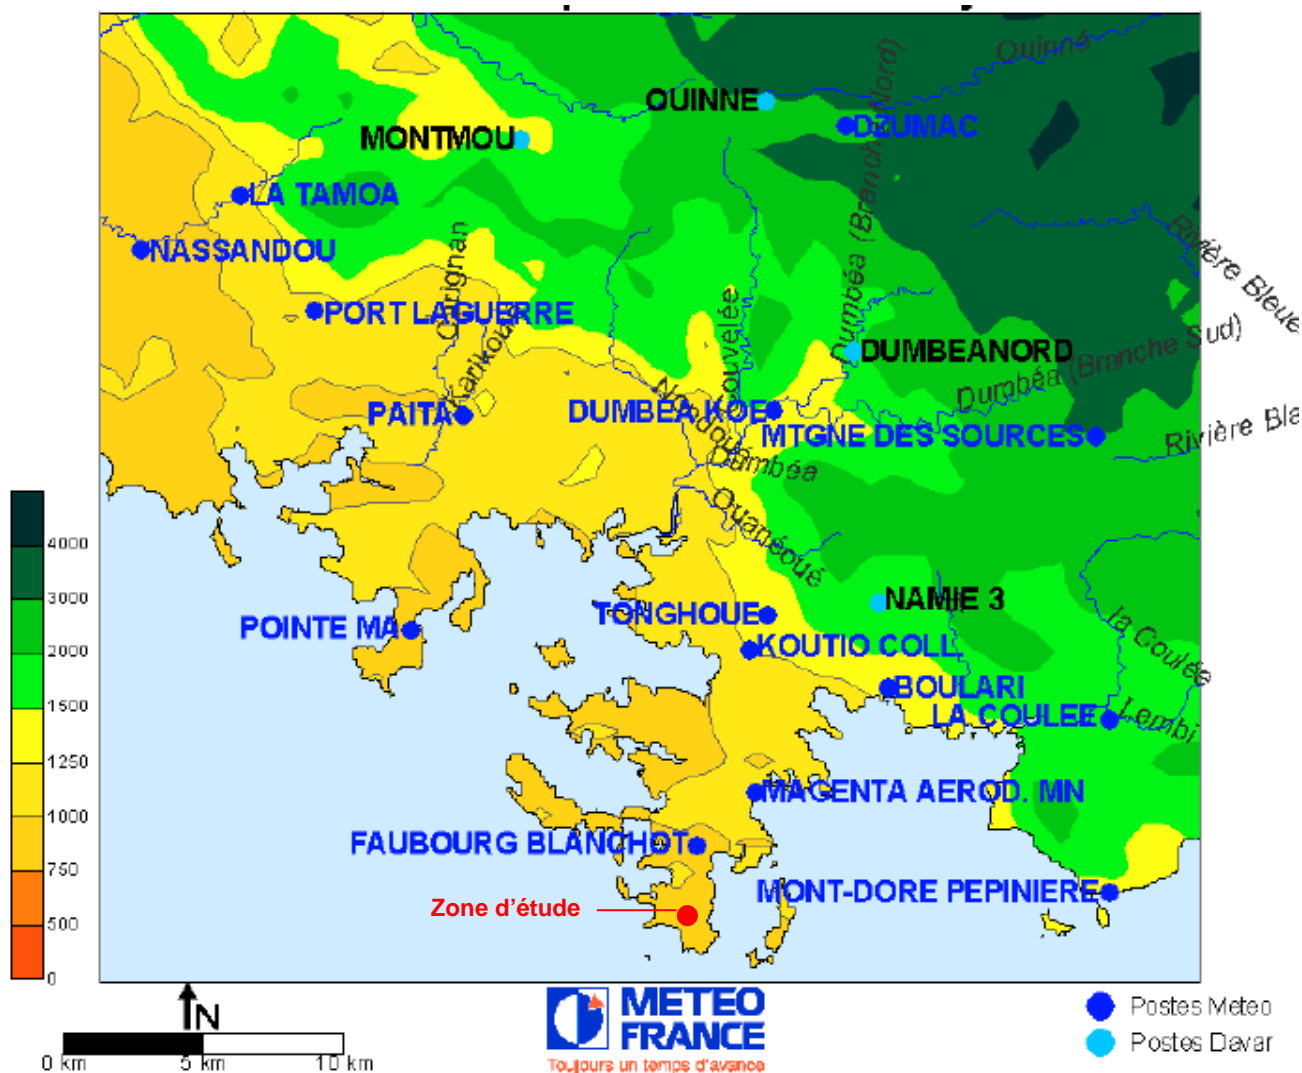 Ouinné
OUINNE
DZUMAC
MONTMOU
Dumbéa (Branche Nord)
LA TAMOA
NASSANDOU
Rivière Bleue
Carignan
PORT LAGUERRE
Karikouié
Couvelée
DUMBEANORD
Dumbéa (Branche Sud)
PAITA
DUMBEA KOE
Nondoué
MTGNE DES SOURCES
Rivière Bla
Dumbéa
Ouanéoué
4000
3000
2000
1500
1250
1000
750
500
0
NAMIE 3
TONGHOUE
POINTE MA
KOUTIO COLL
la Coulée
BOULARI
LA COULEE
Lembi
MAGENTA AEROD. MN
FAUBOURG BLANCHOT
MONT-DORE PEPINIERE
Zone d'étude
N
0 km
5 km
10 km
METEO
FRANCE
Toujours un temps d'avance
Postes Meteo
Postes Davar